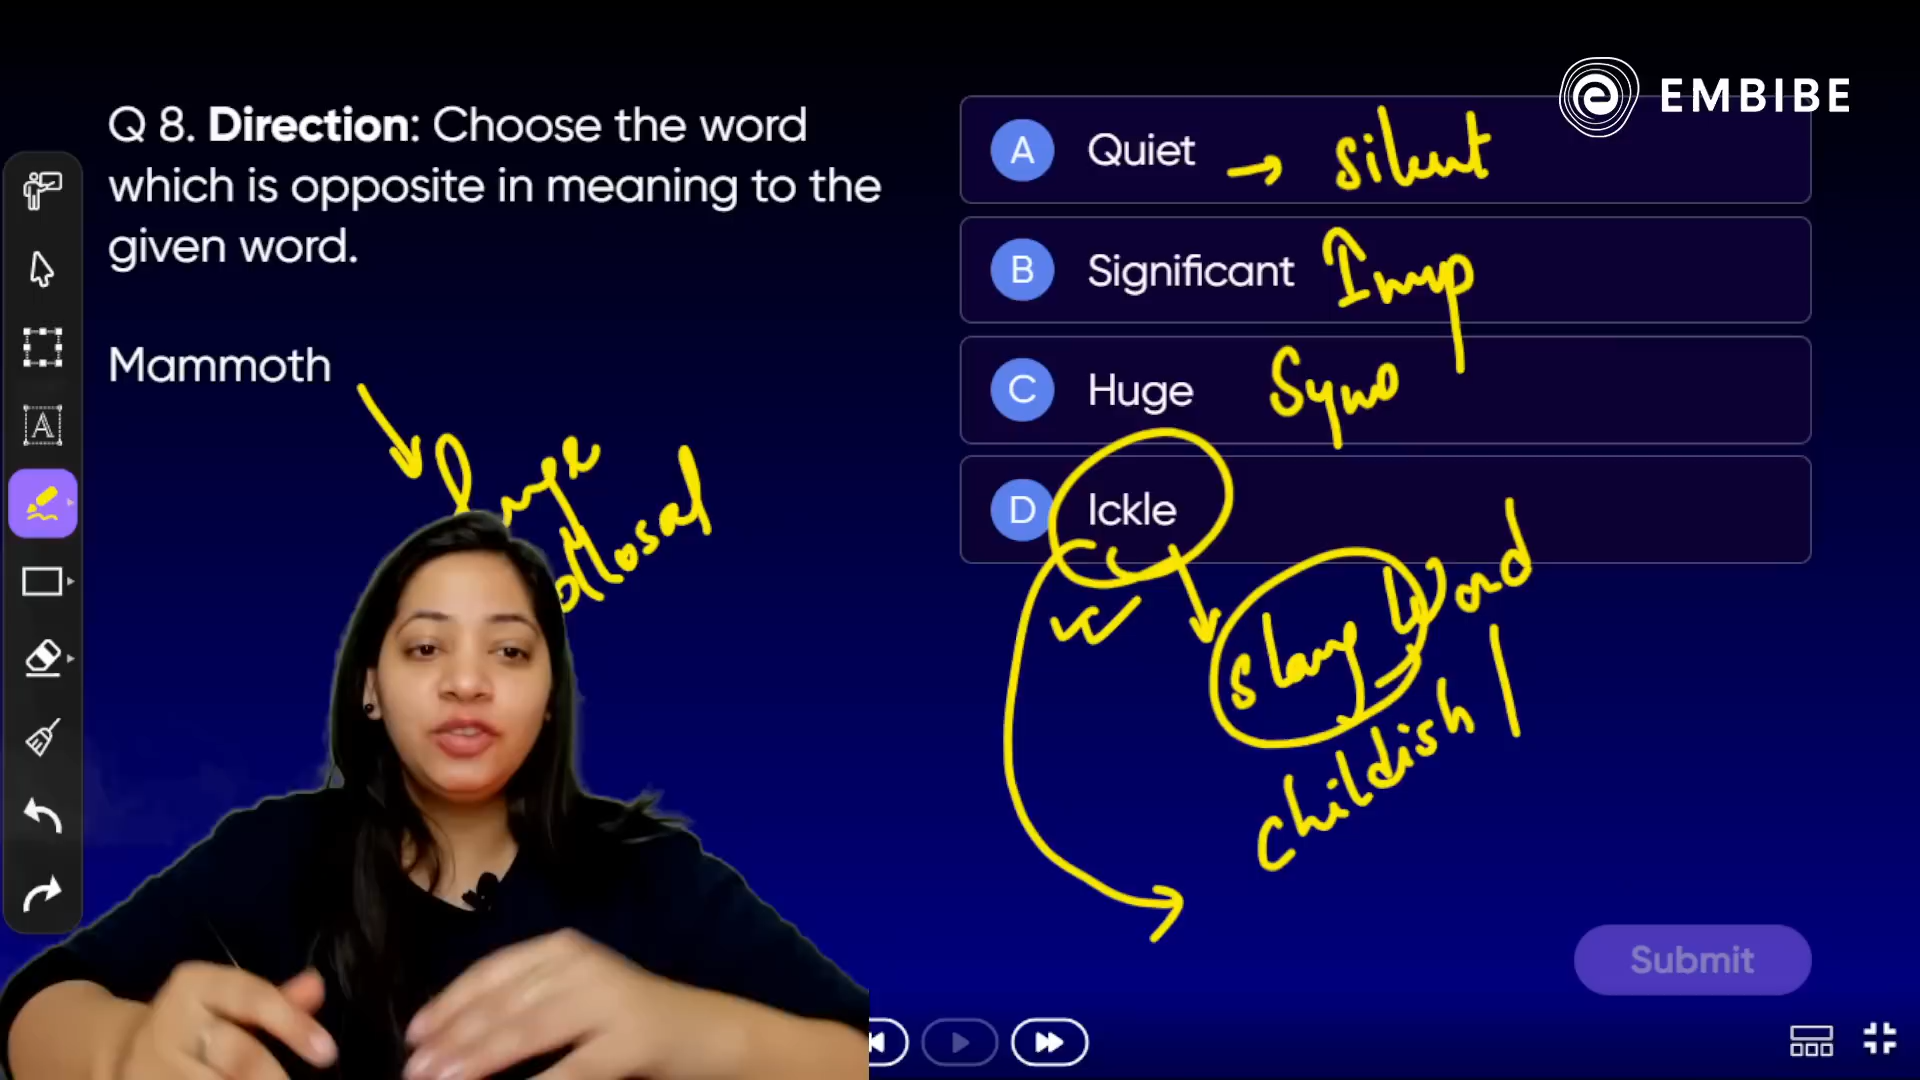 EMBIBE
Q 8. Direction: Choose the word
which is opposite in meaning to the
given word.
Mammoth
huge
ollosal
A Quiet → silent
B Significant Imp
C Huge Syno
D Ickle
slang word
childish
Submit